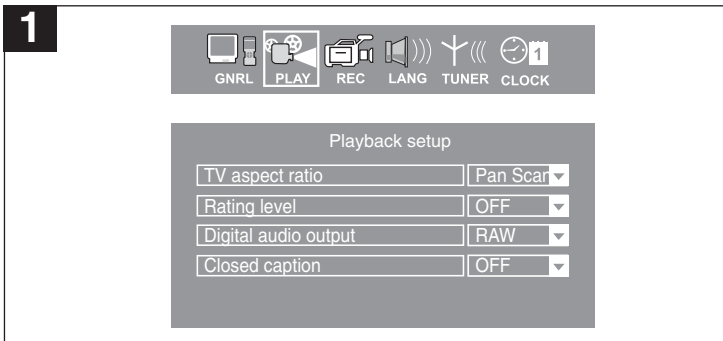 1
GNRL PLAY REC LANG TUNER CLOCK
1
Playback setup
TV aspect ratio Pan Scan
Rating level OFF
Digital audio output RAW
Closed caption OFF